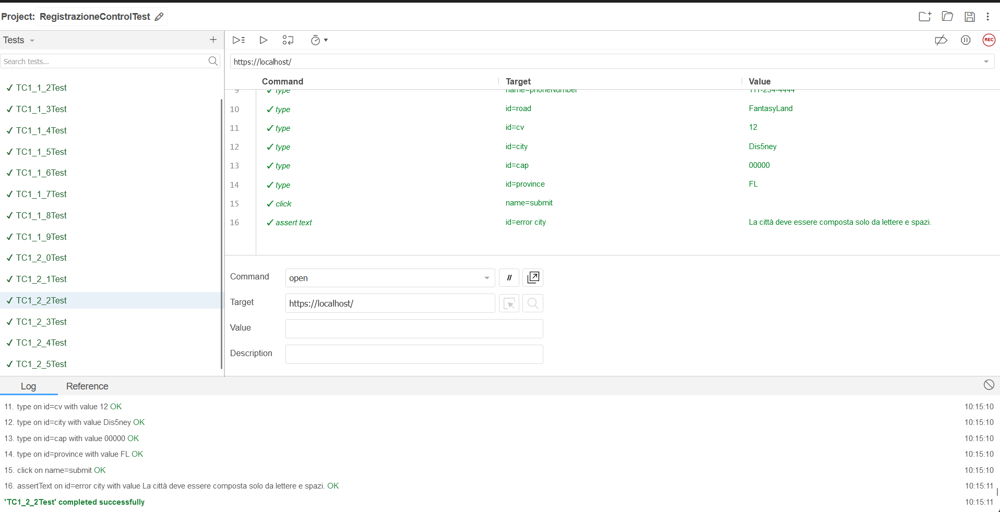 Project: RegistrazioneControlTest
Tests
Search tests...
https://localhost/
Command Target Value
TC1_1_2Test
TC1_1_3Test
TC1_1_4Test
TC1_1_5Test
TC1_1_6Test
TC1_1_7Test
TC1_1_8Test
TC1_1_9Test
TC1_2_0Test
TC1_2_1Test
TC1_2_2Test
TC1_2_3Test
TC1_2_4Test
TC1_2_5Test
REC
9 type name=phoneNumber 111-234-4444
10 type id=road FantasyLand
11 type id=cv 12
12 type id=city Dis5ney
13 type id=cap 00000
14 type id=province FL
15 click name=submit
16 assert text id=error city La città deve essere composta solo da lettere e spazi.
Command open //
Target https://localhost/
Value
Description
Log Reference
11. type on id=cv with value 12 OK 10:15:10
12. type on id=city with value Dis5ney OK 10:15:10
13. type on id=cap with value 00000 OK 10:15:10
14. type on id=province with value FL OK 10:15:10
15. click on name=submit OK 10:15:10
16. assertText on id=error city with value La città deve essere composta solo da lettere e spazi. OK 10:15:11
'TC1_2_2Test' completed successfully 10:15:11